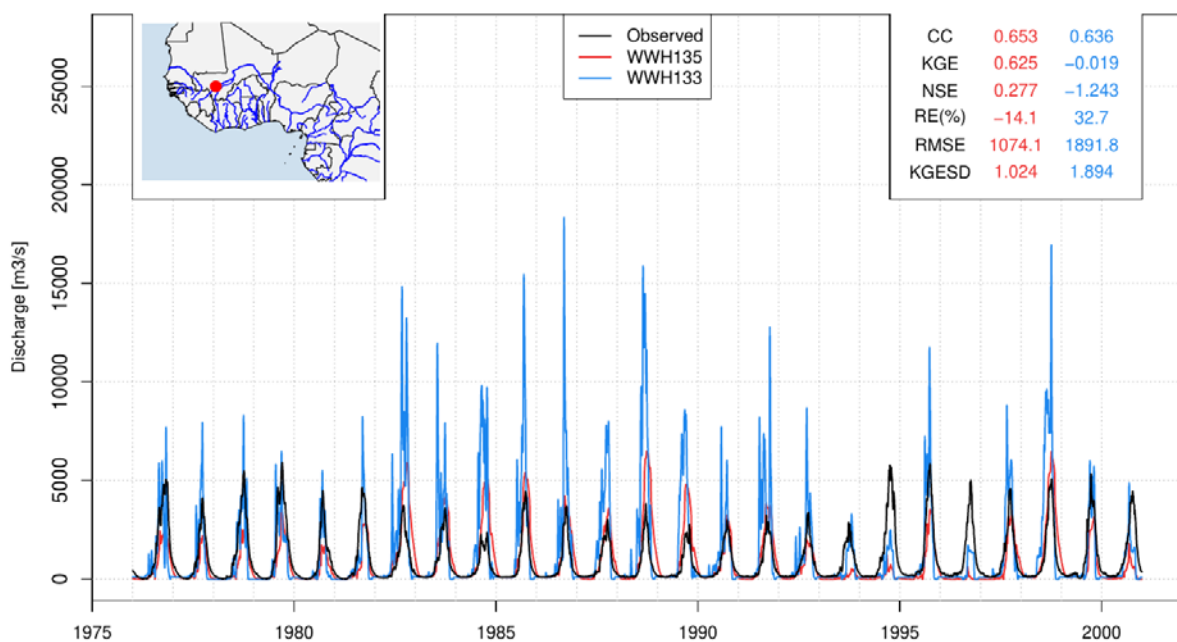 Observed
WWH135
WWH133
CC 0.653 0.636
KGE 0.625 −0.019
NSE 0.277 −1.243
RE(%) −14.1 32.7
RMSE 1074.1 1891.8
KGESD 1.024 1.894
Discharge [m3/s]
25000
20000
15000
10000
5000
0
1975 1980 1985 1990 1995 2000